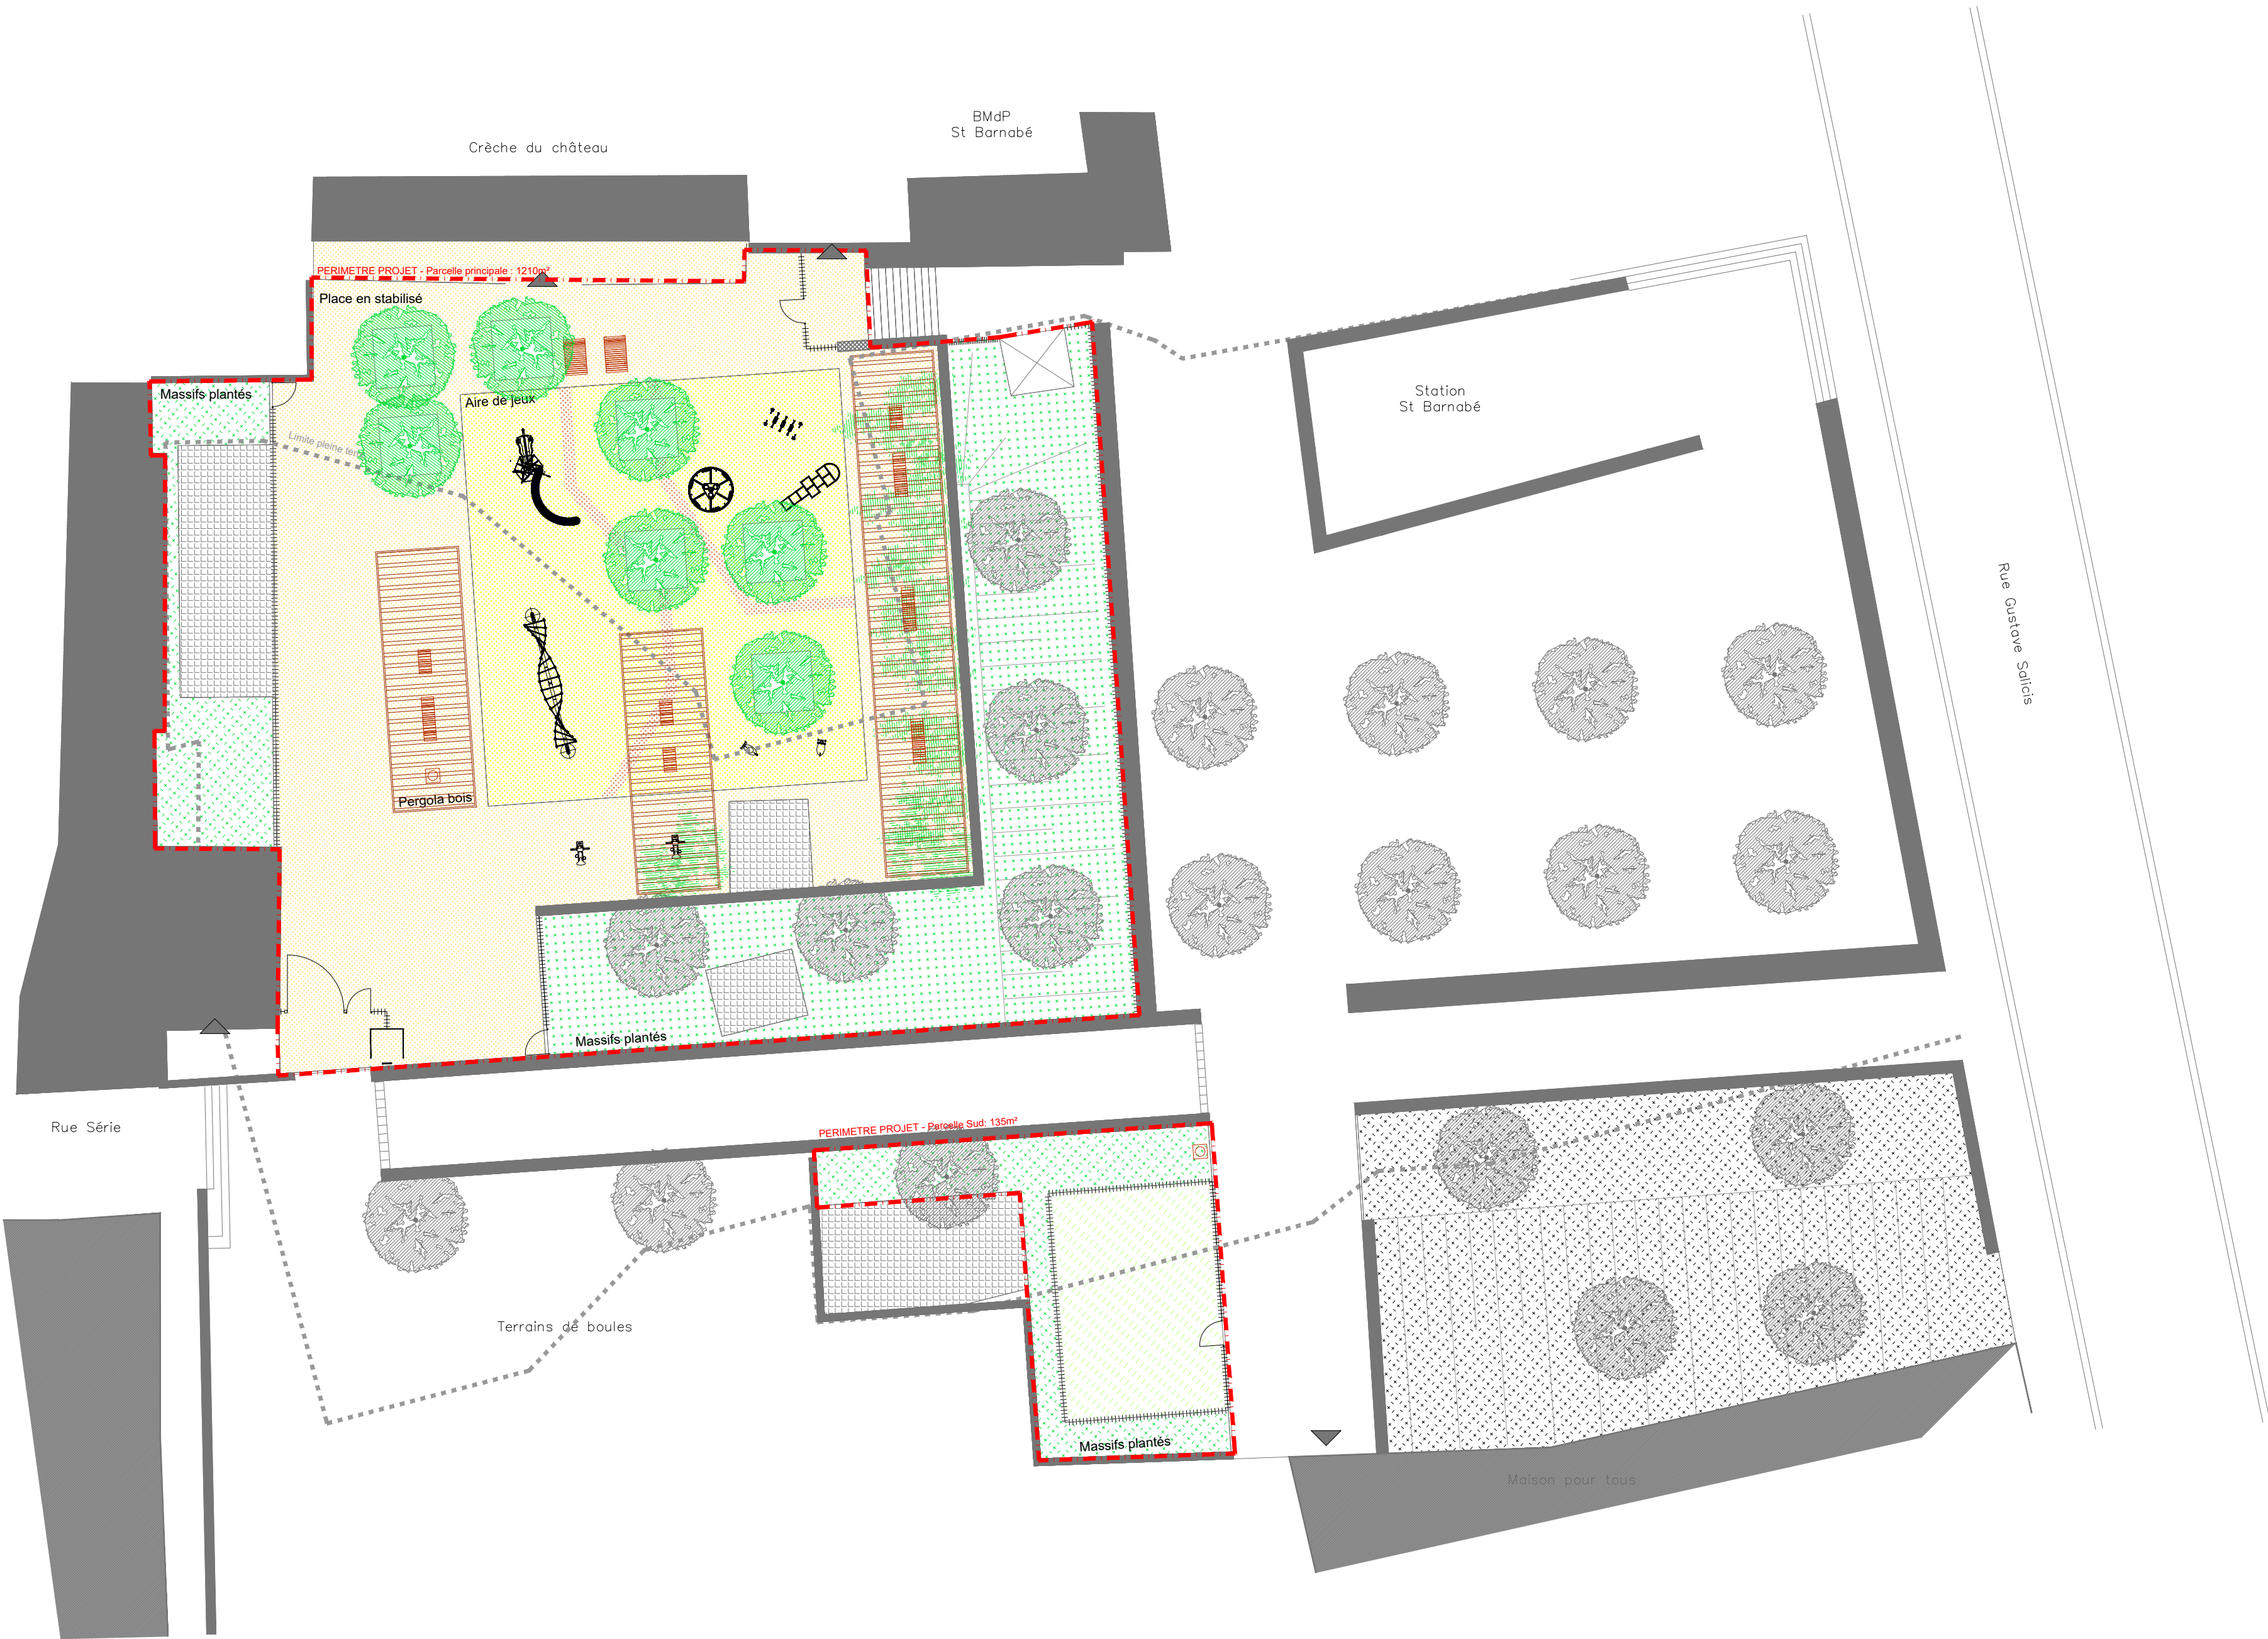 BMdP
St Barnabé
Crèche du château
PERIMETRE PROJET - Parcelle principale : 1210m²
Place en stabilisé
Massifs plantés
Aire de jeux
Station
St Barnabé
Limite pleine
Rue Gustave Salicis
Pergola bois
Massifs plantés
Rue Série
PERIMETRE PROJET - Parcelle Sud: 135m²
Terrains de boules
Massifs plantés
Maison pour tous